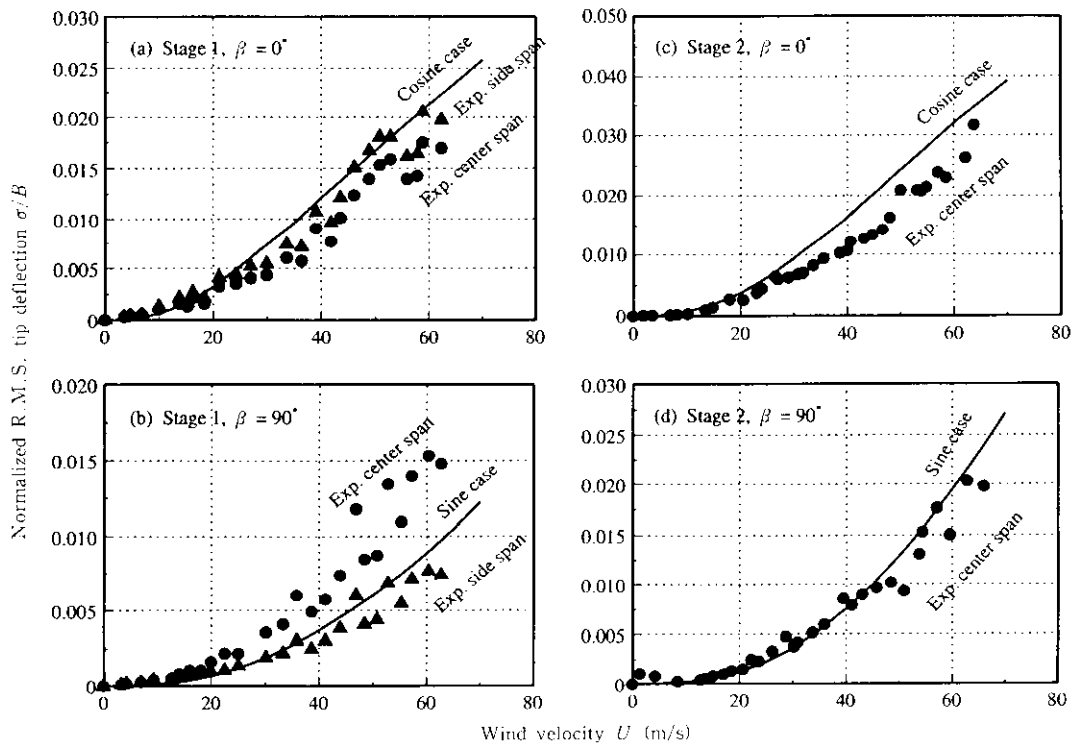 Normalized R.M.S. tip deflection σ/B
0.030
0.025
0.020
0.015
0.010
0.005
0
(a) Stage 1, β = 0°
Cosine case
Exp. side span
Exp. center span
0 20 40 60 80
0.050
0.040
0.030
0.020
0.010
0
(c) Stage 2, β = 0°
Cosine case
Exp. center span
0 20 40 60 80
0.020
0.015
0.010
0.005
0
(b) Stage 1, β = 90°
Exp. center span
Sine case
Exp. side span
0 20 40 60 80
0.030
0.025
0.020
0.015
0.010
0.005
0
(d) Stage 2, β = 90°
Sine case
Exp. center span
0 20 40 60 80
Wind velocity U (m/s)